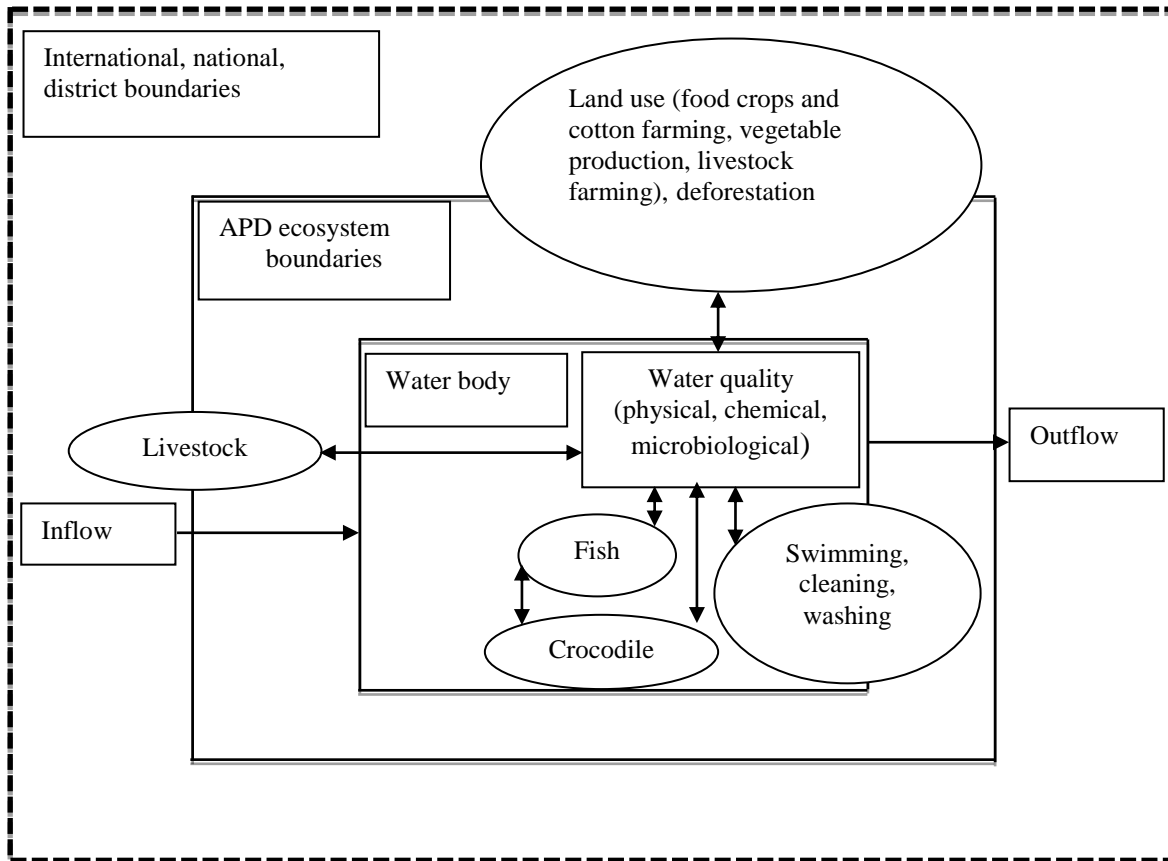 International, national,
district boundaries
Land use (food crops and
cotton farming, vegetable
production, livestock
farming), deforestation
APD ecosystem
boundaries
Water body
Water quality
(physical, chemical,
microbiological)
Livestock
Outflow
Inflow
Fish
Swimming,
cleaning,
washing
Crocodile